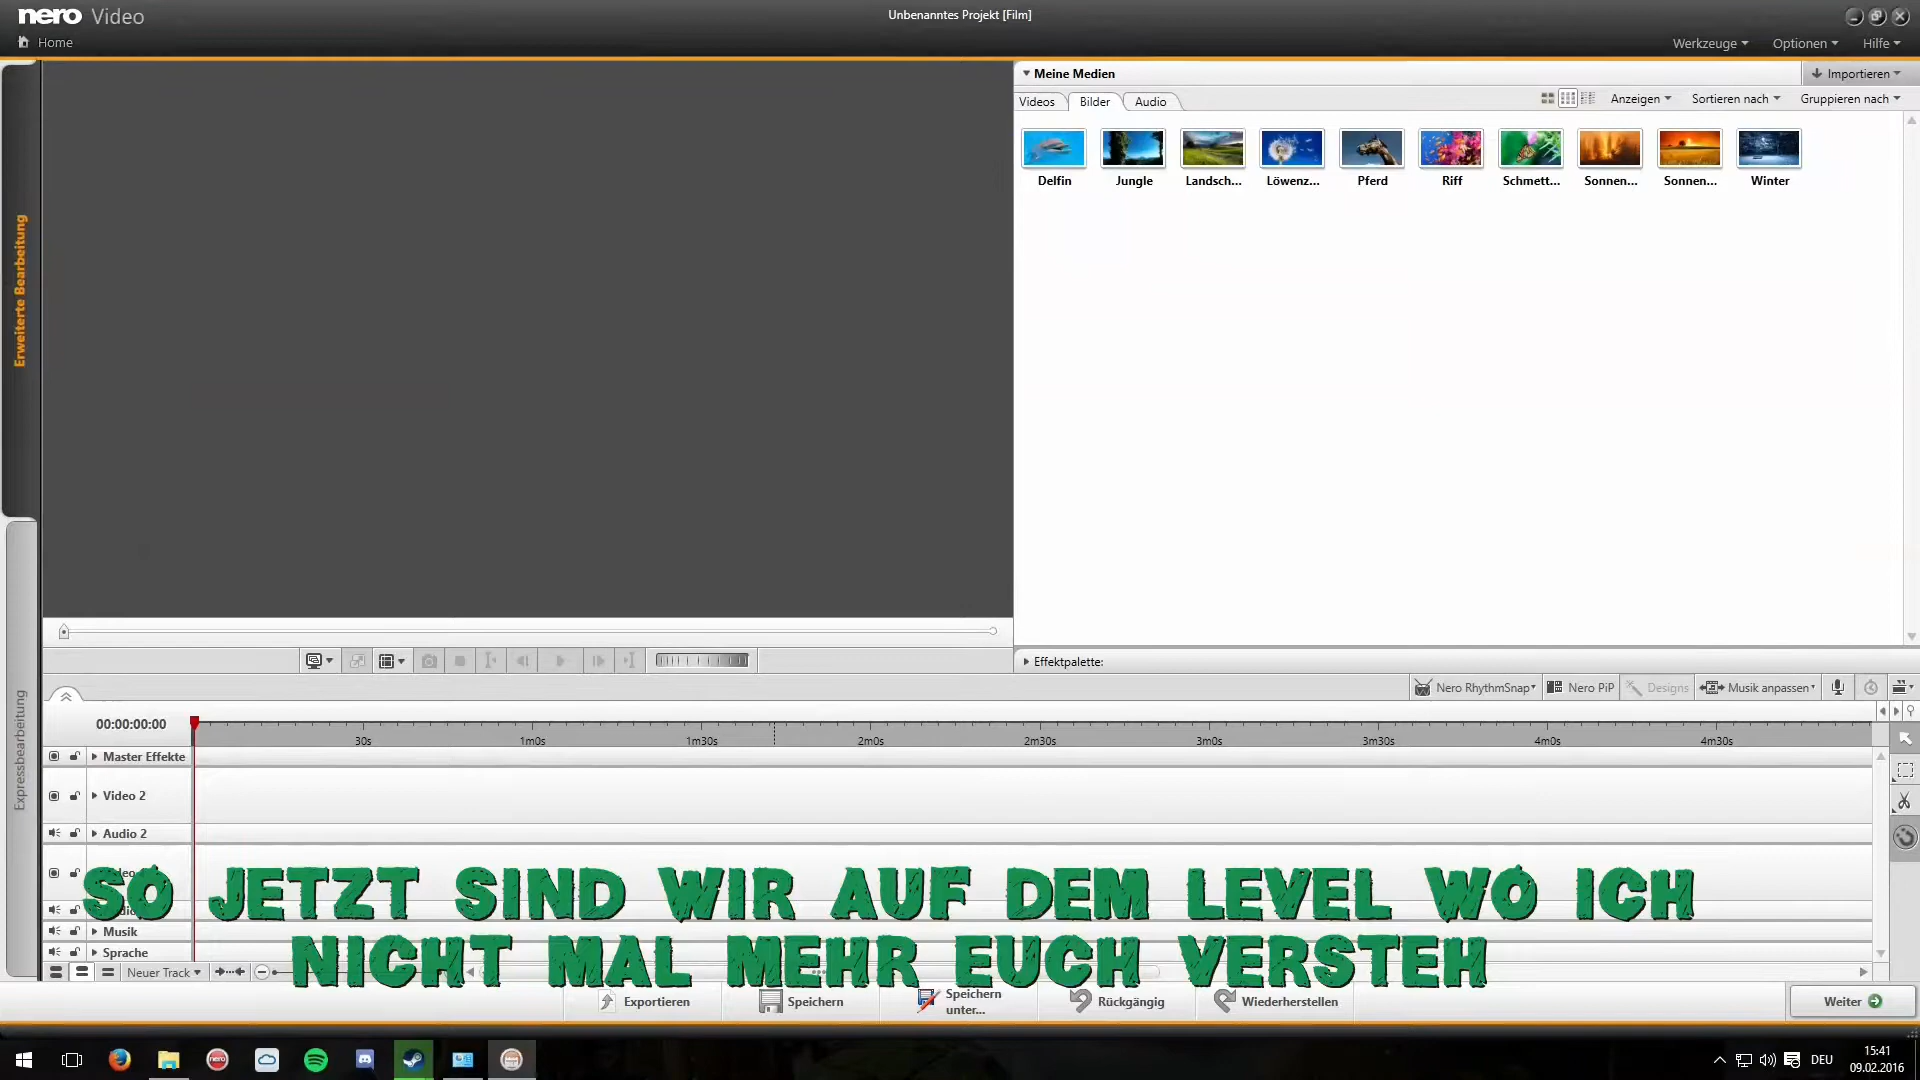 nero Video
Unbenanntes Projekt [Film]
Home
Werkzeuge
Optionen
Hilfe
Erweiterte Bearbeitung
Expressbearbeitung
Meine Medien
Importieren
Videos
Bilder
Audio
Anzeigen
Sortieren nach
Gruppieren nach
Delfin
Jungle
Landsch...
Löwenz...
Pferd
Riff
Schmett...
Sonnen...
Sonnen...
Winter
Effektpalette:
Nero RhythmSnap
Nero PiP
Designs
Musik anpassen
00:00:00:00
30s
1m0s
1m30s
2m0s
2m30s
3m0s
3m30s
4m0s
4m30s
Master Effekte
Video 2
Audio 2
SO JETZT SIND WIR AUF DEM LEVEL WO ICH
NICHT MAL MEHR EUCH VERSTEH
Musik
Sprache
Neuer Track
Exportieren
Speichern
Speichern
unter...
Rückgängig
Wiederherstellen
Weiter
nero
DEU
15:41
09.02.2016